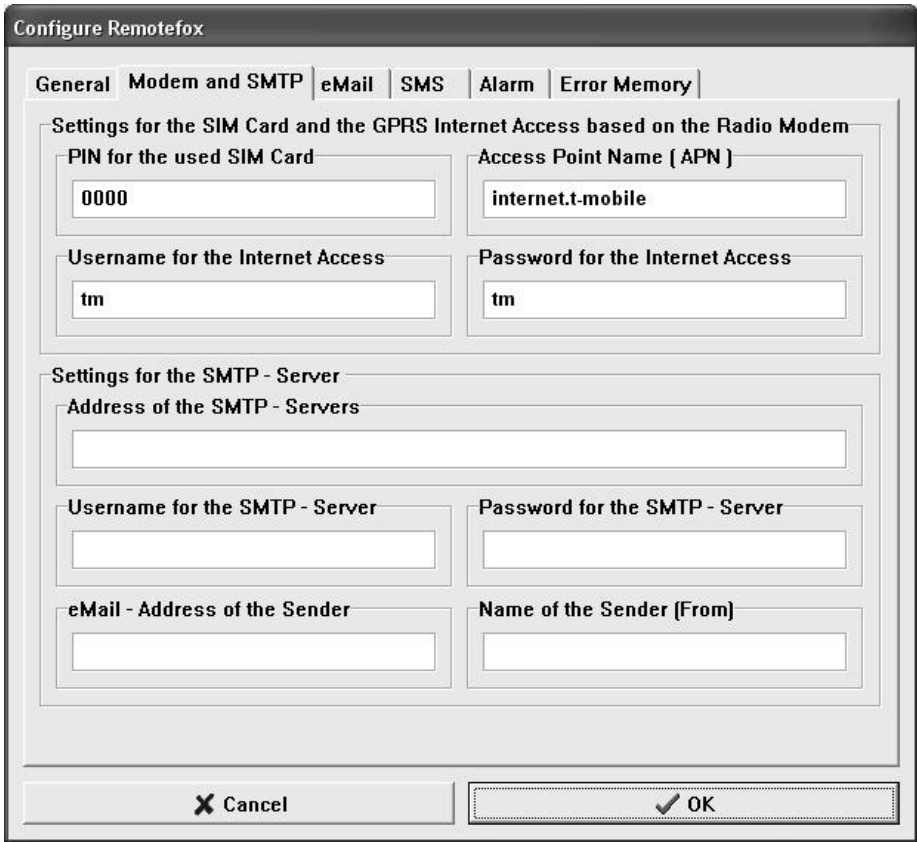 Configure Remotefox
General Modem and SMTP eMail SMS Alarm Error Memory
Settings for the SIM Card and the GPRS Internet Access based on the Radio Modem
PIN for the used SIM Card Access Point Name ( APN )
0000 internet.t-mobile
Username for the Internet Access Password for the Internet Access
tm tm
Settings for the SMTP - Server
Address of the SMTP - Servers
Username for the SMTP - Server Password for the SMTP - Server
eMail - Address of the Sender Name of the Sender (From)
Cancel OK